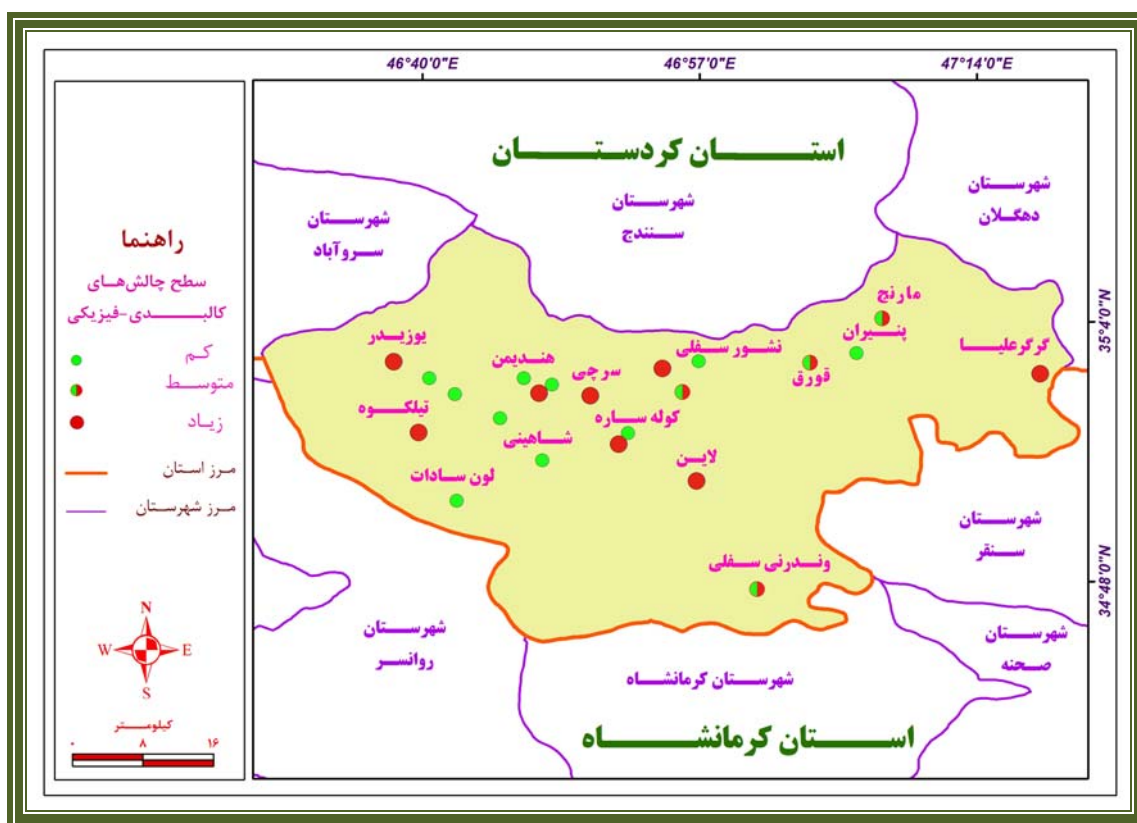 46°40'0"E
46°57'0"E
47°14'0"E
استان کردستان
شهرستان
دهگلان
شهرستان
سنندج
شهرستان
سروآباد
راهنما
سطح چالش‌های
کالبدی-فیزیکی
کم
متوسط
زیاد
مرز استان
مرز شهرستان
35°4'0"N
مارنج
پنیران
گرگرعلیا
قورق
نشور سفلی
هندیمن
یوزیدر
سرچی
تیلکوه
کوله ساره
شاهینی
لاین
لون سادات
شهرستان
سنقر
وندرنی سفلی
34°48'0"N
شهرستان
صحنه
شهرستان
روانسر
شهرستان کرمانشاه
استان کرمانشاه
N
W E
S
کیلومتر
۰ ۸ ۱۶